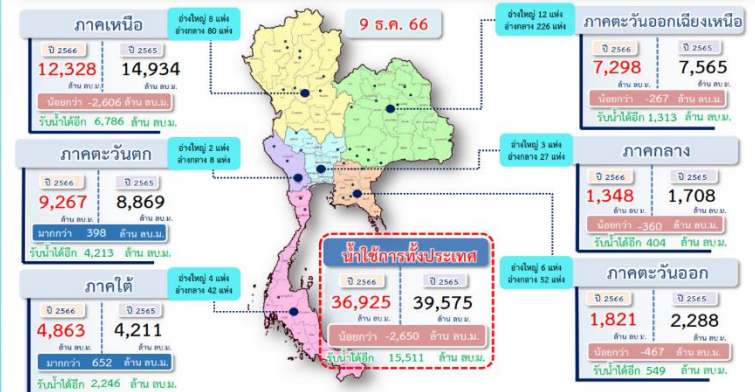 ภาคเหนือ
ปี 2566 ปี 2565
12,328 14,934
ล้าน ลบ.ม. ล้าน ลบ.ม.
น้อยกว่า -2,606 ล้าน ลบ.ม.
รับน้ำได้อีก 6,786 ล้าน ลบ.ม.
อ่างใหญ่ 8 แห่ง
อ่างกลาง 80 แห่ง
9 ธ.ค. 66
อ่างใหญ่ 12 แห่ง
อ่างกลาง 226 แห่ง
ภาคตะวันออกเฉียงเหนือ
ปี 2566 ปี 2565
7,298 7,565
ล้าน ลบ.ม. ล้าน ลบ.ม.
น้อยกว่า -267 ล้าน ลบ.ม.
รับน้ำได้อีก 1,313 ล้าน ลบ.ม.
ภาคตะวันตก
ปี 2566 ปี 2565
9,267 8,869
ล้าน ลบ.ม. ล้าน ลบ.ม.
มากกว่า 398 ล้าน ลบ.ม.
รับน้ำได้อีก 4,213 ล้าน ลบ.ม.
อ่างใหญ่ 2 แห่ง
อ่างกลาง 8 แห่ง
อ่างใหญ่ 3 แห่ง
อ่างกลาง 27 แห่ง
ภาคกลาง
ปี 2566 ปี 2565
1,348 1,708
ล้าน ลบ.ม. ล้าน ลบ.ม.
น้อยกว่า -360 ล้าน ลบ.ม.
รับน้ำได้อีก 404 ล้าน ลบ.ม.
ภาคใต้
ปี 2566 ปี 2565
4,863 4,211
ล้าน ลบ.ม. ล้าน ลบ.ม.
มากกว่า 652 ล้าน ลบ.ม.
รับน้ำได้อีก 2,246 ล้าน ลบ.ม.
อ่างใหญ่ 4 แห่ง
อ่างกลาง 42 แห่ง
น้ำใช้การทั้งประเทศ
ปี 2566 ปี 2565
36,925 39,575
ล้าน ลบ.ม. ล้าน ลบ.ม.
น้อยกว่า -2,650 ล้าน ลบ.ม.
รับน้ำได้อีก 15,511 ล้าน ลบ.ม.
อ่างใหญ่ 6 แห่ง
อ่างกลาง 52 แห่ง
ภาคตะวันออก
ปี 2566 ปี 2565
1,821 2,288
ล้าน ลบ.ม. ล้าน ลบ.ม.
น้อยกว่า -467 ล้าน ลบ.ม.
รับน้ำได้อีก 549 ล้าน ลบ.ม.